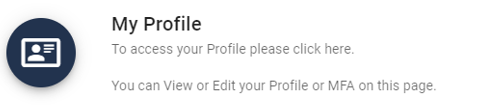 My Profile
To access your Profile please click here.
You can View or Edit your Profile or MFA on this page.